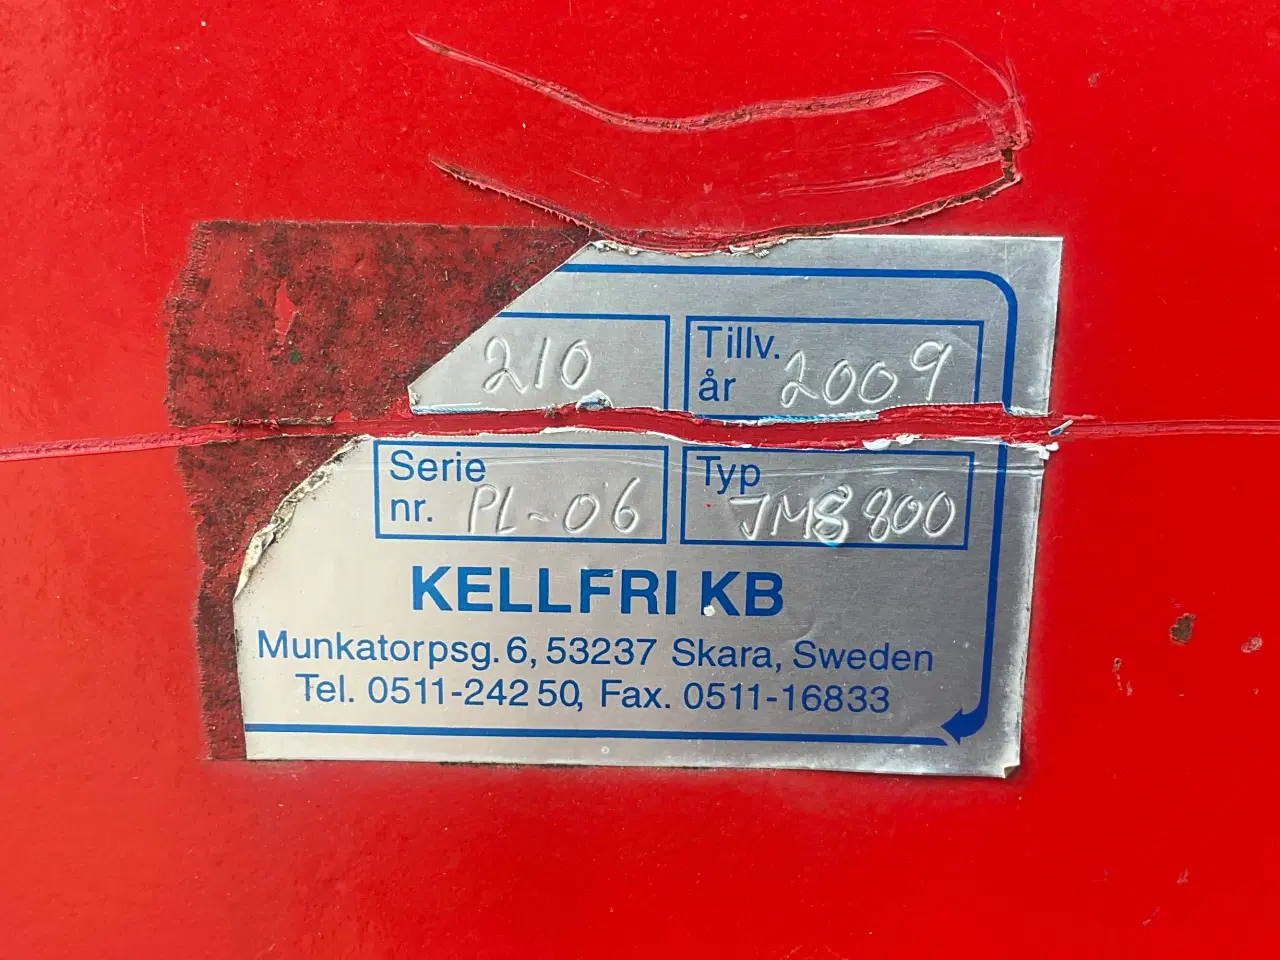 210
Tillv.
år 2009
Serie
nr. PL-06
Typ
JMS 800
KELLFRI KB
Munkatorpsg. 6, 53237 Skara, Sweden
Tel. 0511-242 50, Fax. 0511-16833